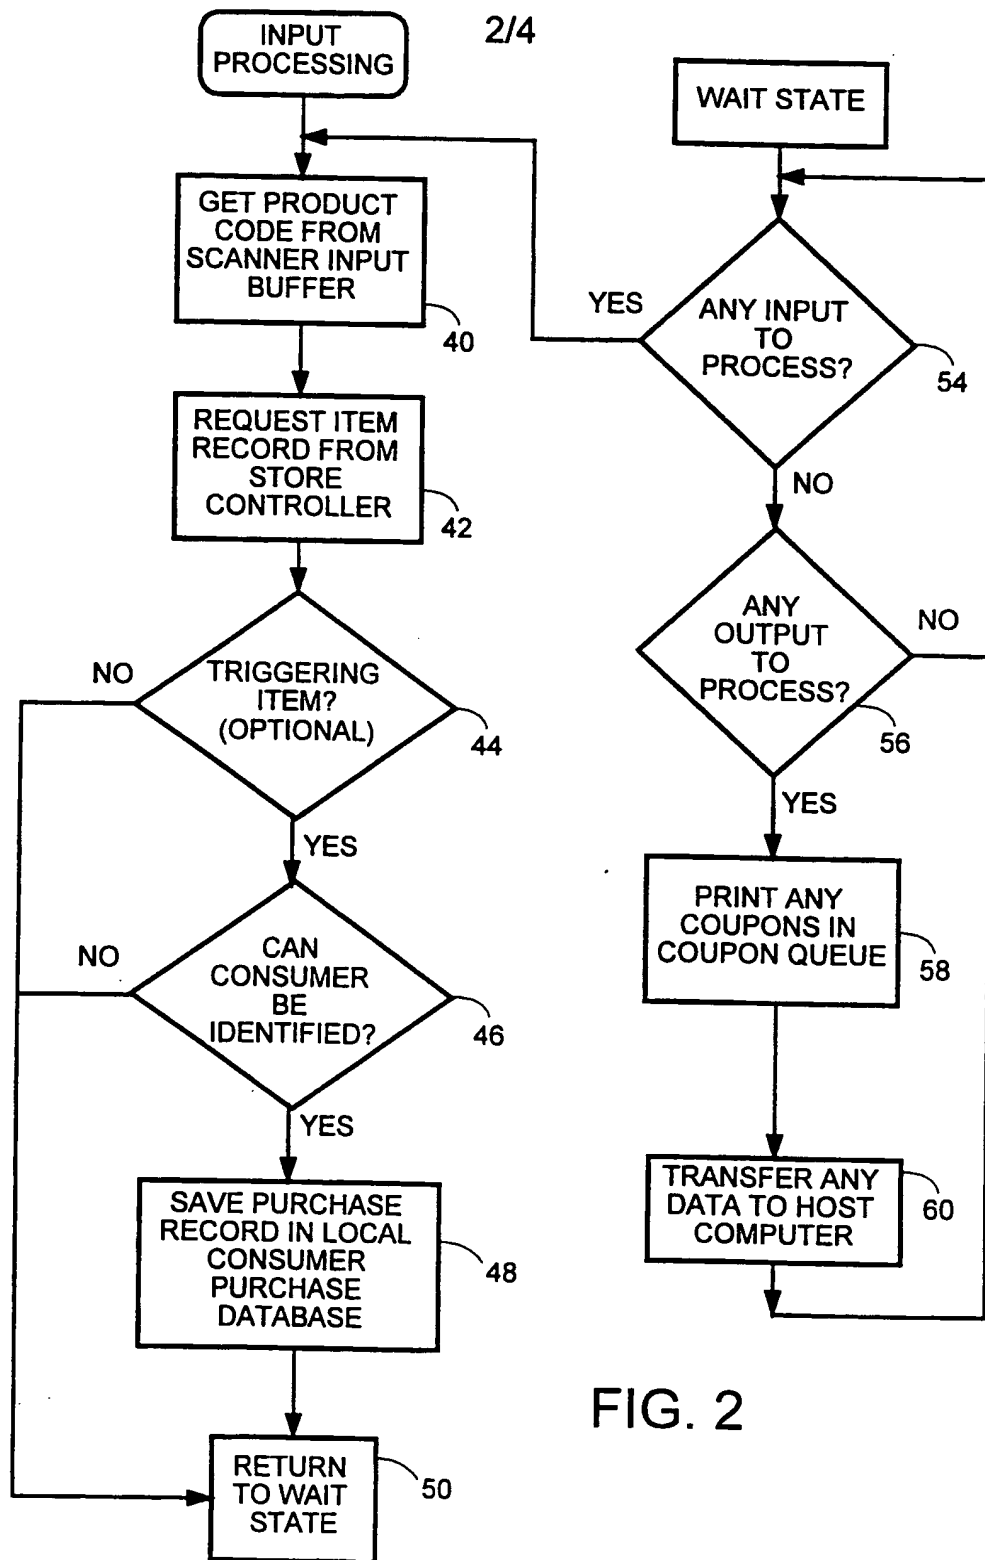 2/4
INPUT
PROCESSING
GET PRODUCT
CODE FROM
SCANNER INPUT
BUFFER
40
REQUEST ITEM
RECORD FROM
STORE
CONTROLLER
42
TRIGGERING
ITEM?
(OPTIONAL)
44
NO
YES
CAN
CONSUMER
BE
IDENTIFIED?
46
NO
YES
SAVE PURCHASE
RECORD IN LOCAL
CONSUMER
PURCHASE
DATABASE
48
RETURN
TO WAIT
STATE
50
WAIT STATE
ANY INPUT
TO
PROCESS?
54
YES
NO
ANY
OUTPUT
TO
PROCESS?
56
NO
YES
PRINT ANY
COUPONS IN
COUPON QUEUE
58
TRANSFER ANY
DATA TO HOST
COMPUTER
60
FIG. 2